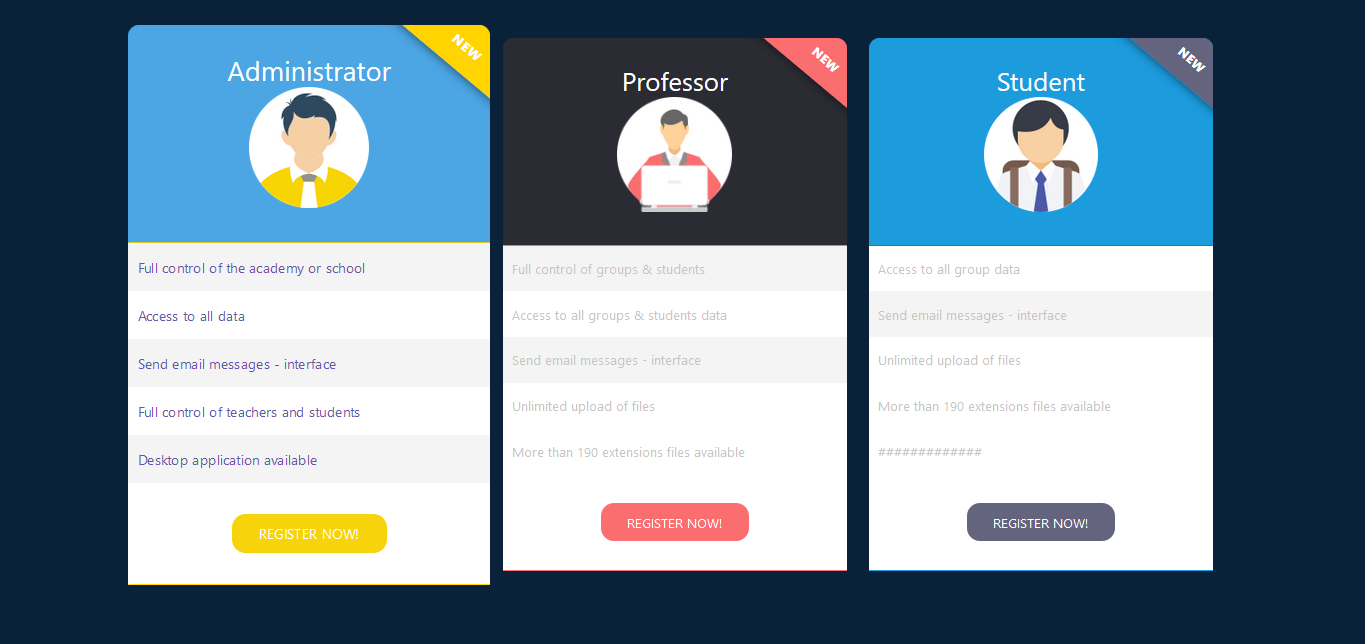 NEW
Administrator
Full control of the academy or school
Access to all data
Send email messages - interface
Full control of teachers and students
Desktop application available
REGISTER NOW!
NEW
Professor
Full control of groups & students
Access to all groups & students data
Send email messages - interface
Unlimited upload of files
More than 190 extensions files available
REGISTER NOW!
NEW
Student
Access to all group data
Send email messages - interface
Unlimited upload of files
More than 190 extensions files available
#############
REGISTER NOW!